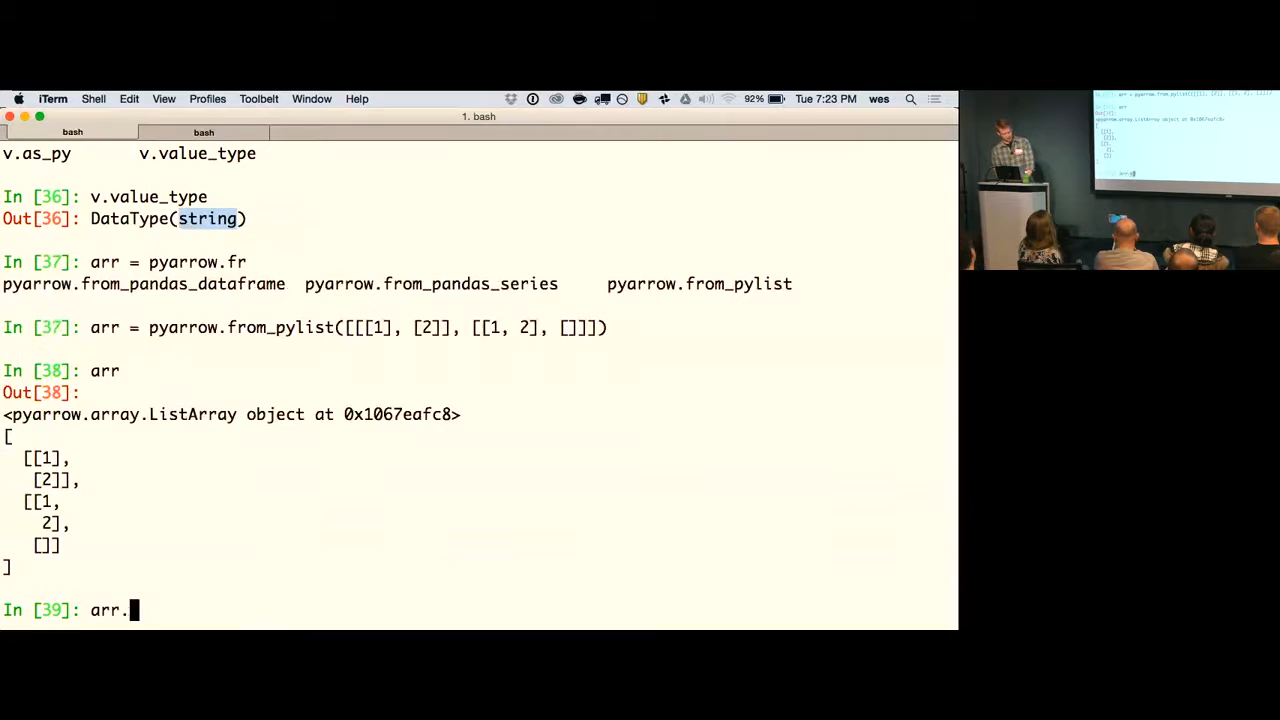 iTerm Shell Edit View Profiles Toolbelt Window Help 92% Tue 7:23 PM wes
1. bash
bash bash
v.as_py v.value_type
In [36]: v.value_type
Out[36]: DataType(string)
In [37]: arr = pyarrow.fr
pyarrow.from_pandas_dataframe pyarrow.from_pandas_series pyarrow.from_pylist
In [37]: arr = pyarrow.from_pylist([[[1], [2]], [[1, 2], []]])
In [38]: arr
Out[38]:
<pyarrow.array.ListArray object at 0x1067eafc8>
[
[[1],
[2]],
[[1,
2],
[]]
]
In [39]: arr.